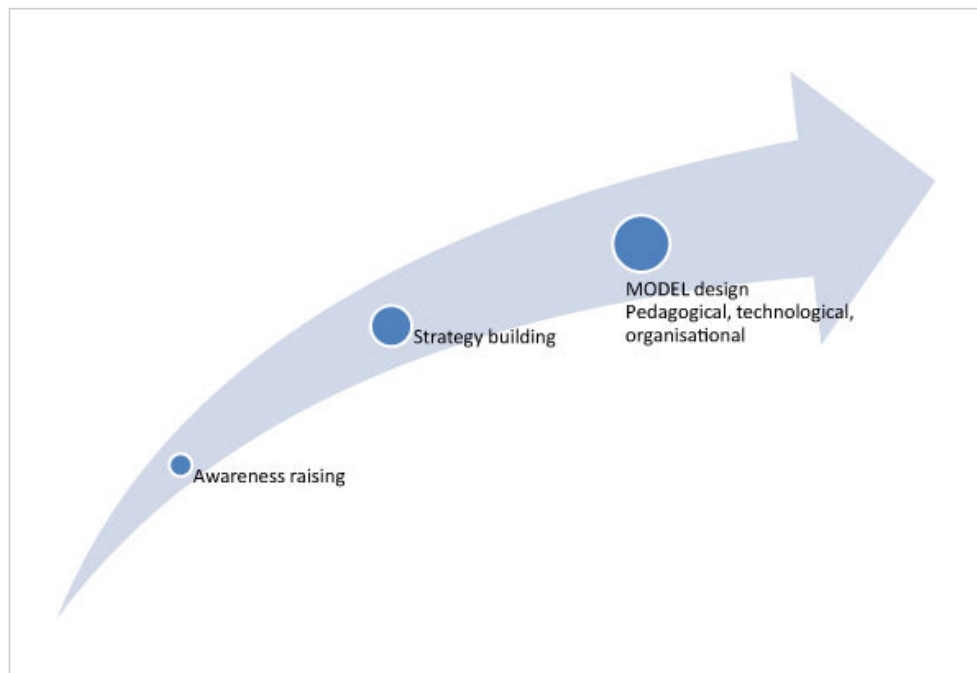 MODEL design
Pedagogical, technological,
organisational
Strategy building
Awareness raising